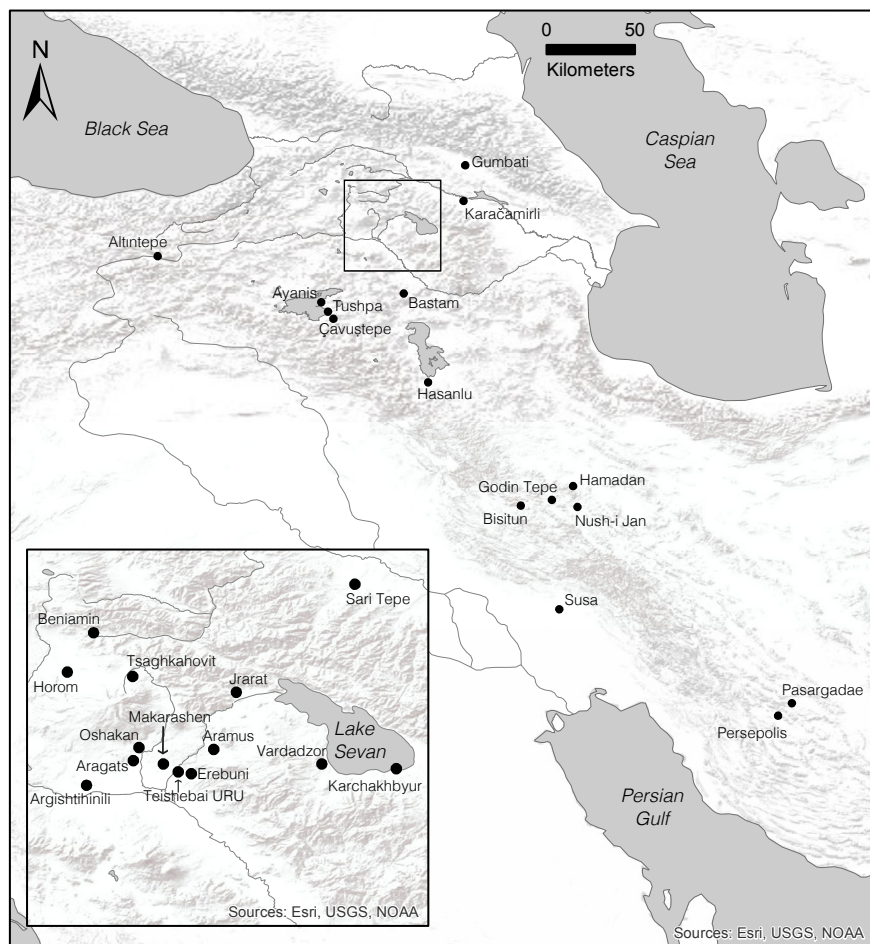 N
0 50
Kilometers
Black Sea
Caspian
Sea
Gumbati
Karačamirli
Altıntepe
Ayanis
Bastam
Tushpa
Çavuştepe
Hasanlu
Hamadan
Godin Tepe
Bisitun
Nush-i Jan
Susa
Pasargadae
Persepolis
Persian
Gulf
Sari Tepe
Beniamin
Tsaghkahovit
Horom
Jrarat
Makarashen
Oshakan
Aramus
Lake
Sevan
Vardadzor
Aragats
Erebuni
Karchakhbyur
Argishtihinili
Teishebai URU
Sources: Esri, USGS, NOAA
Sources: Esri, USGS, NOAA